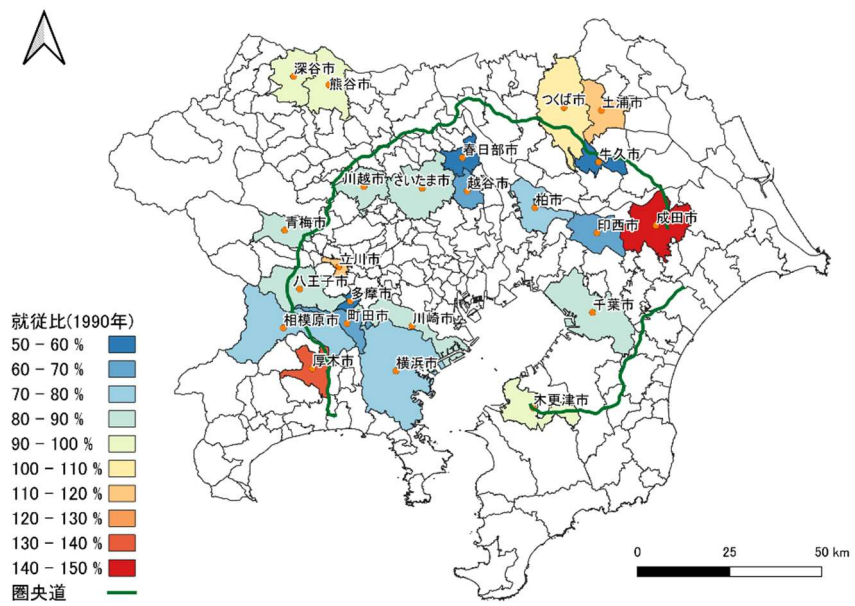 深谷市
熊谷市
つくば市
土浦市
春日部市
牛久市
川越市
さいたま市
越谷市
柏市
青梅市
印西市
成田市
立川市
八王子市
多摩市
千葉市
相模原市
町田市
川崎市
厚木市
横浜市
木更津市
就従比(1990年)
50 - 60 %
60 - 70 %
70 - 80 %
80 - 90 %
90 - 100 %
100 - 110 %
110 - 120 %
120 - 130 %
130 - 140 %
140 - 150 %
圏央道
0 25 50 km